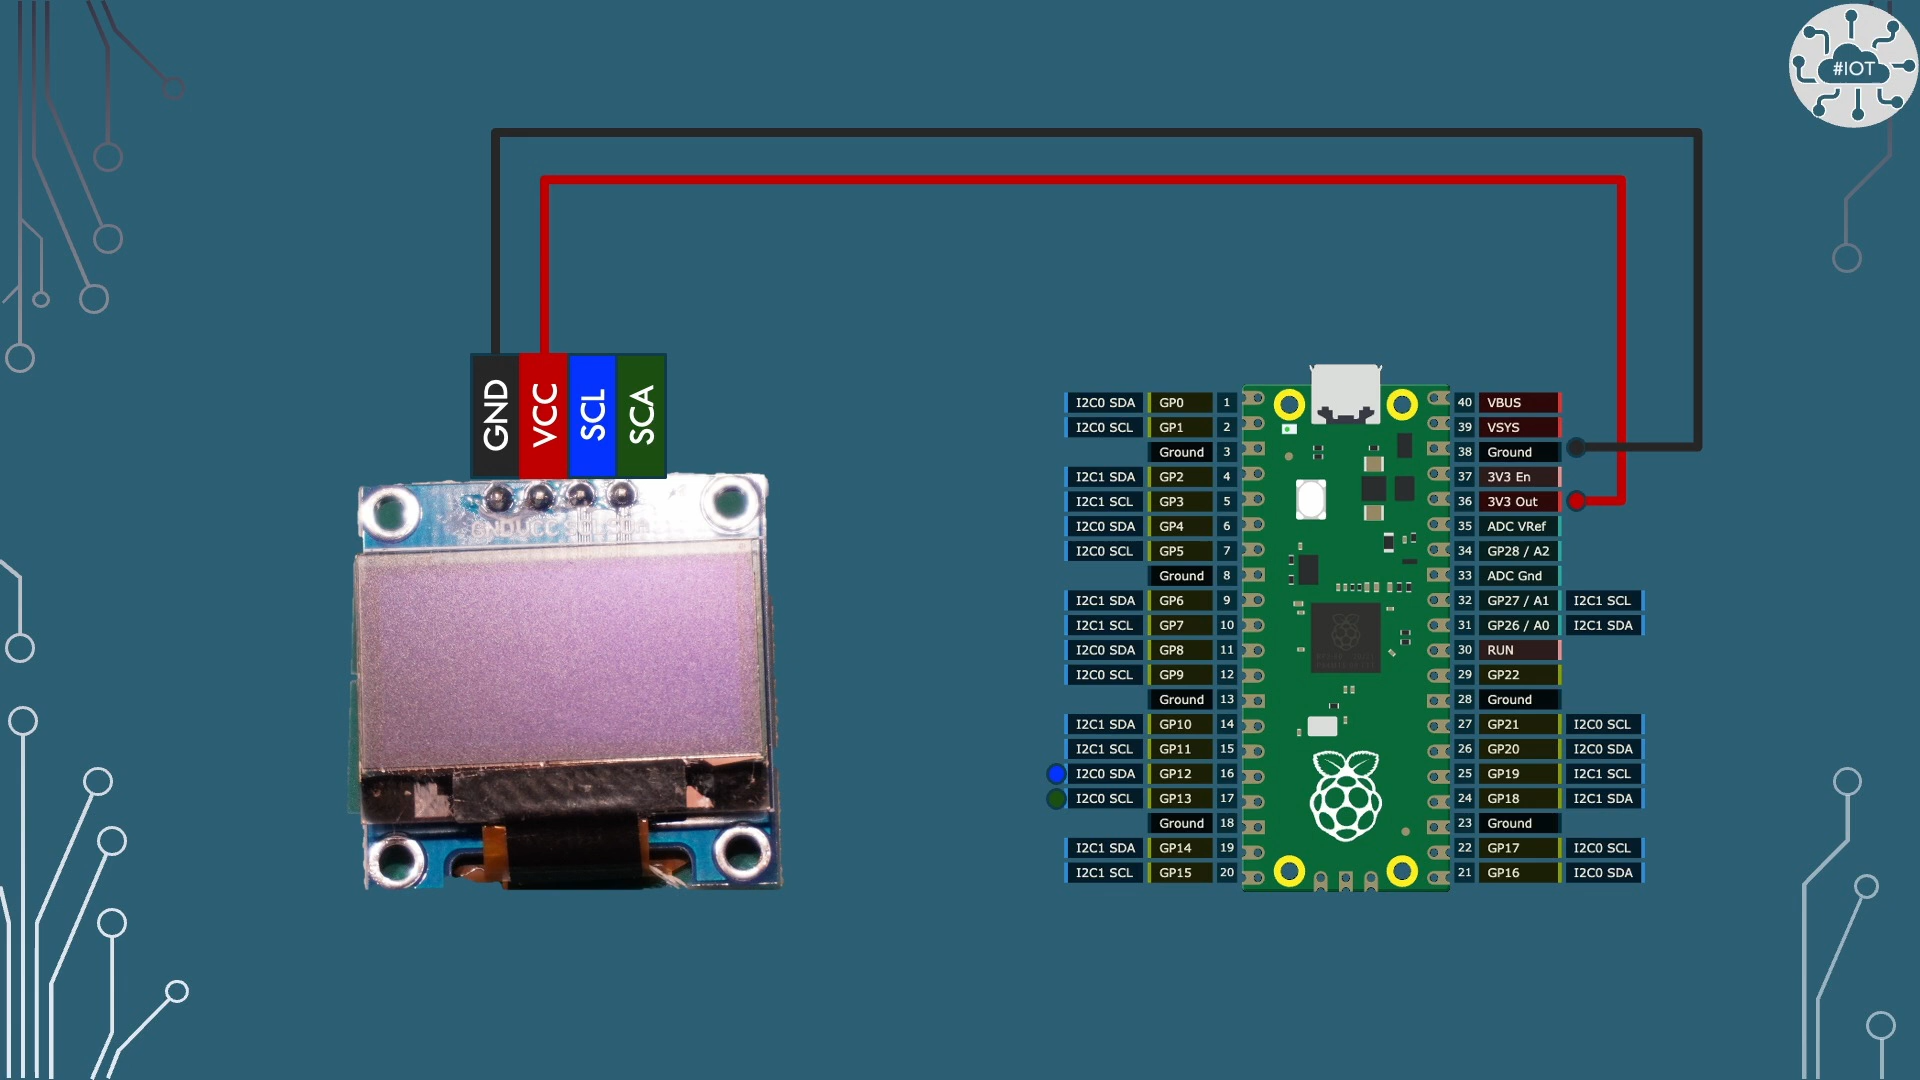 #IOT
GND VCC SCL SCA
GND VCC
I2C0 SDA GP0 1
I2C0 SCL GP1 2
Ground 3
I2C1 SDA GP2 4
I2C1 SCL GP3 5
I2C0 SDA GP4 6
I2C0 SCL GP5 7
Ground 8
I2C1 SDA GP6 9
I2C1 SCL GP7 10
I2C0 SDA GP8 11
I2C0 SCL GP9 12
Ground 13
I2C1 SDA GP10 14
I2C1 SCL GP11 15
I2C0 SDA GP12 16
I2C0 SCL GP13 17
Ground 18
I2C1 SDA GP14 19
I2C1 SCL GP15 20
40 VBUS
39 VSYS
38 Ground
37 3V3 En
36 3V3 Out
35 ADC VRef
34 GP28 / A2
33 ADC Gnd
32 GP27 / A1 I2C1 SCL
31 GP26 / A0 I2C1 SDA
30 RUN
29 GP22
28 Ground
27 GP21 I2C0 SCL
26 GP20 I2C0 SDA
25 GP19 I2C1 SCL
24 GP18 I2C1 SDA
23 Ground
22 GP17 I2C0 SCL
21 GP16 I2C0 SDA